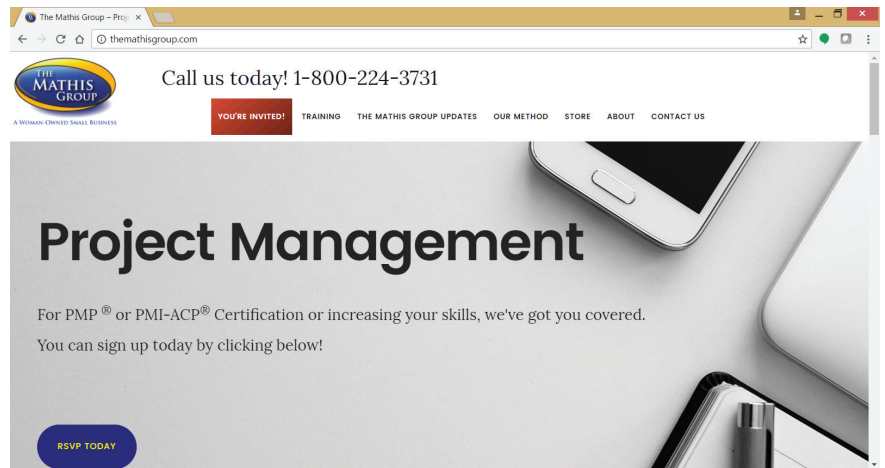 The Mathis Group – Proj
themathisgroup.com
THE
MATHIS
GROUP
A WOMAN-OWNED SMALL BUSINESS
Call us today! 1-800-224-3731
YOU'RE INVITED! TRAINING THE MATHIS GROUP UPDATES OUR METHOD STORE ABOUT CONTACT US
Project Management
For PMP ® or PMI-ACP® Certification or increasing your skills, we've got you covered.
You can sign up today by clicking below!
RSVP TODAY